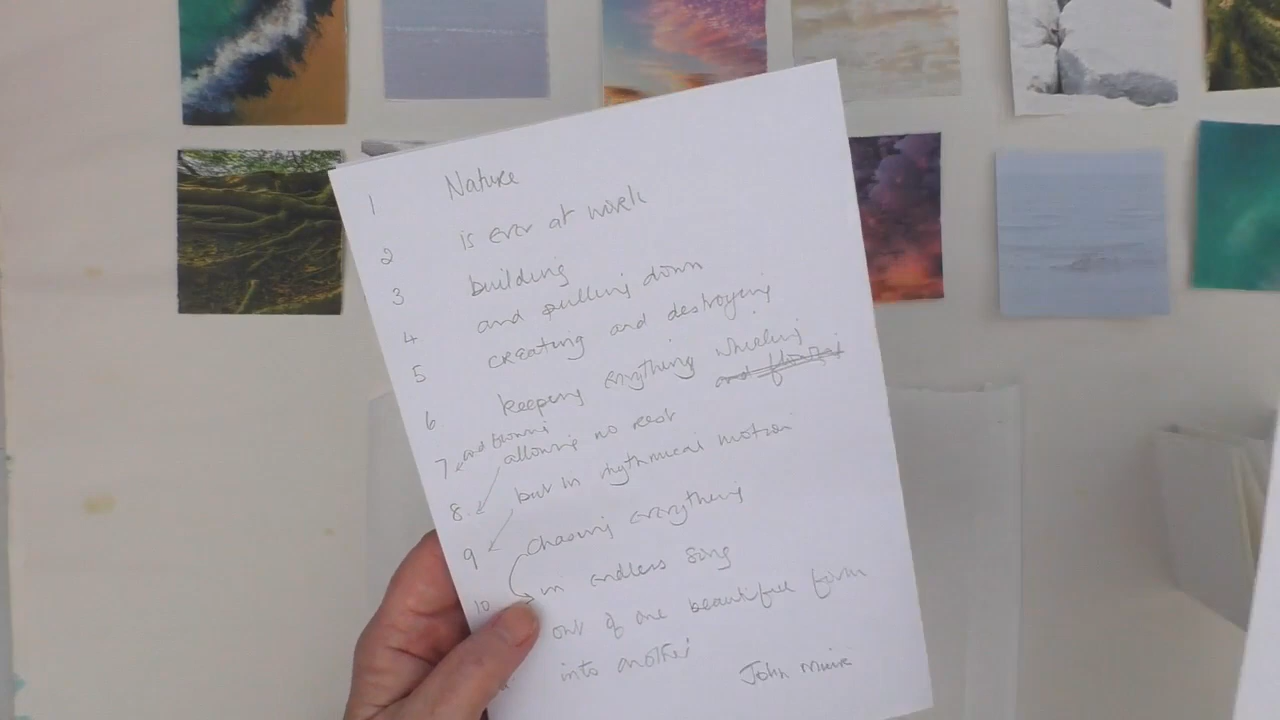 1 Nature
2 is ever at work
3 building
4 and pulling down
5 creating and destroying
6 keeping everything whirling
and flowing
7 and flowing
allowing no rest
8 but in rhythmical motion
9 chasing everything
10 in endless song
out of one beautiful form
into another
John Muir